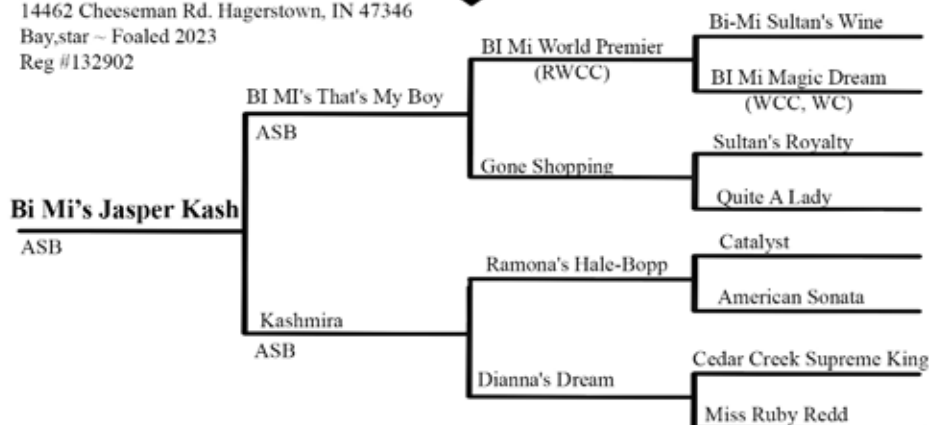 14462 Cheeseman Rd. Hagerstown, IN 47346
Bay,star ~ Foaled 2023
Reg #132902
Bi-Mi Sultan's Wine
BI Mi World Premier
(RWCC)
BI Mi Magic Dream
(WCC, WC)
BI MI's That's My Boy
ASB
Sultan's Royalty
Gone Shopping
Quite A Lady
Bi Mi’s Jasper Kash
ASB
Catalyst
Ramona's Hale-Bopp
American Sonata
Kashmira
ASB
Cedar Creek Supreme King
Dianna's Dream
Miss Ruby Redd